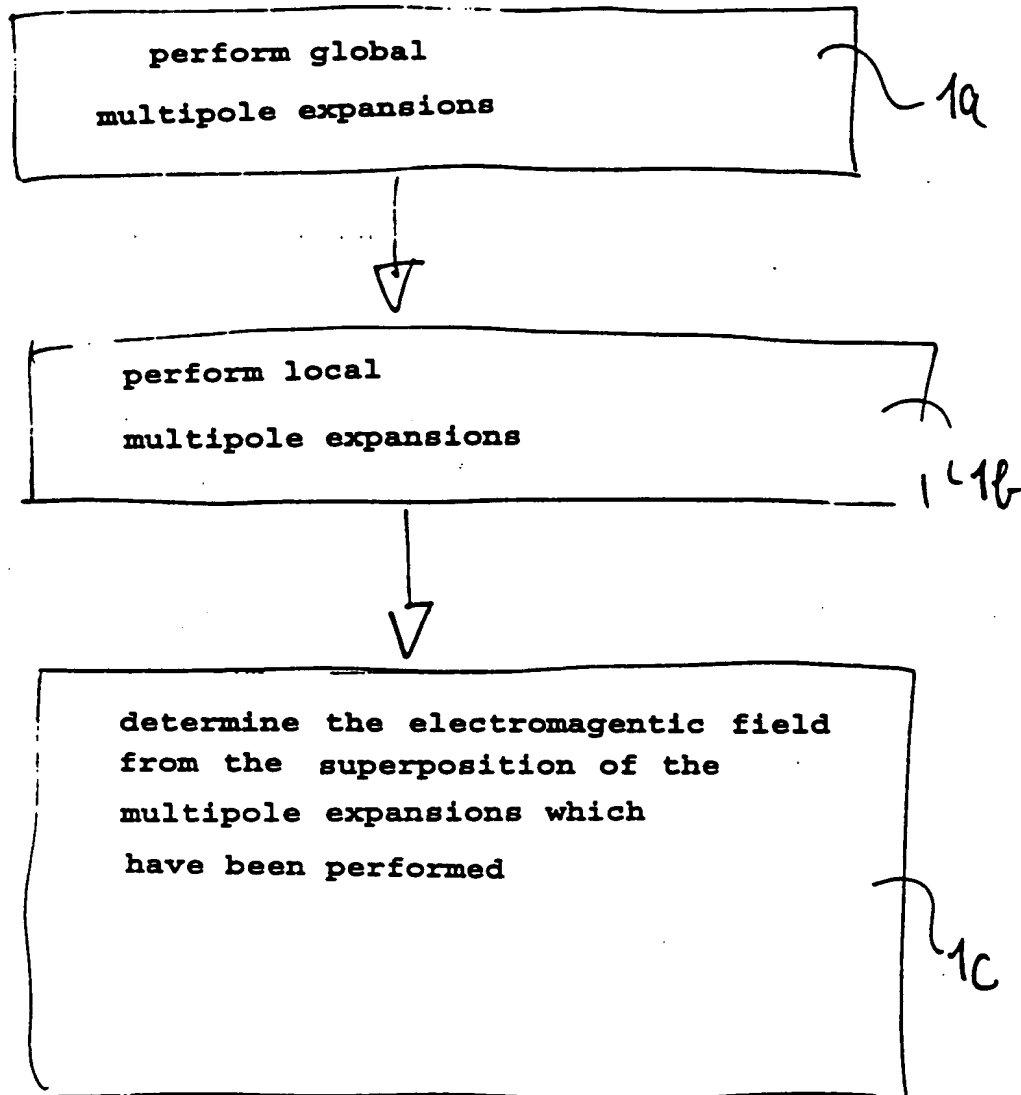 perform global
multipole expansions
1a
perform local
multipole expansions
1b
determine the electromagentic field
from the superposition of the
multipole expansions which
have been performed
1c